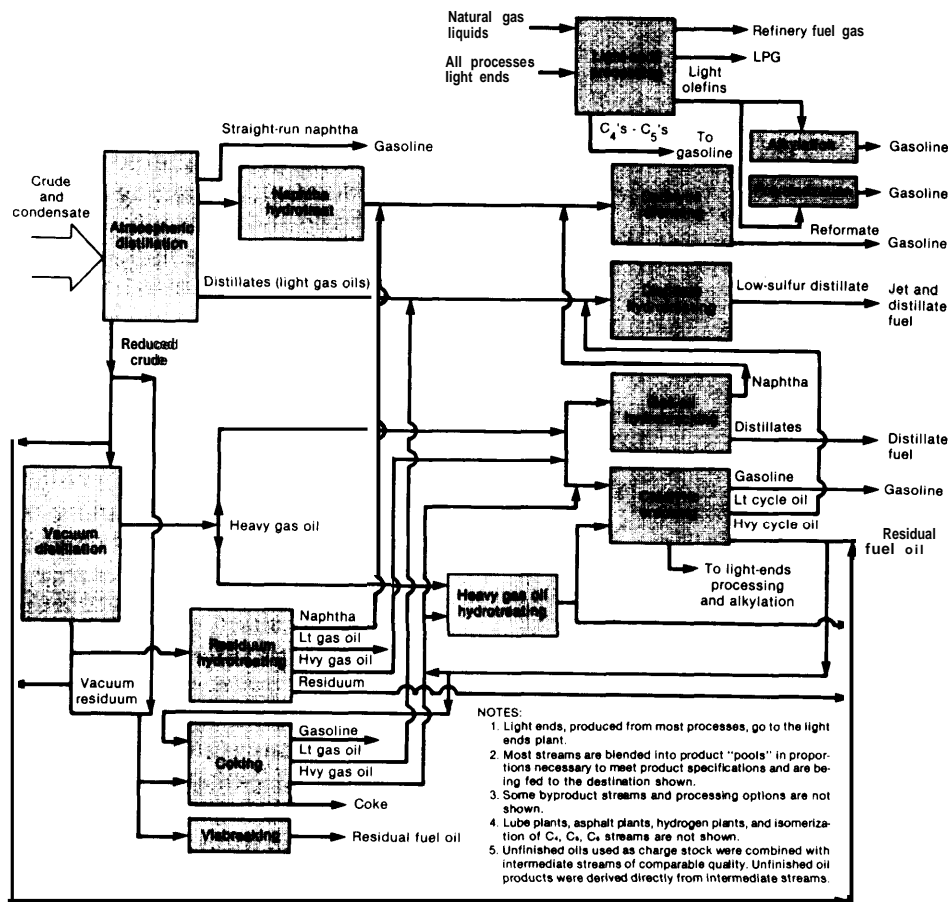 Natural gas
liquids
All processes
light ends
Refinery fuel gas
LPG
Light
olefins
C4's - C5's
To
gasoline
Alkylation
Gasoline
Gasoline
Reformate
Gasoline
Straight-run naphtha
Gasoline
Crude
and
condensate
Atmospheric
distillation
Naphtha
hydrotreat
Distillates (light gas oils)
Low-sulfur distillate
Jet and
distillate
fuel
Reduced
crude
Naphtha
Distillates
Distillate
fuel
Gasoline
Gasoline
Lt cycle oil
Hvy cycle oil
Residual
fuel oil
Vacuum
distillation
Heavy gas oil
To light-ends
processing
and alkylation
Heavy gas oil
hydrotreating
Residuum
hydrotreating
Naphtha
Lt gas oil
Hvy gas oil
Residuum
Vacuum
residuum
Coking
Gasoline
Lt gas oil
Hvy gas oil
Coke
Visbreaking
Residual fuel oil
NOTES:
1. Light ends, produced from most processes, go to the light
ends plant.
2. Most streams are blended into product "pools" in propor-
tions necessary to meet product specifications and are be-
ing fed to the destination shown.
3. Some byproduct streams and processing options are not
shown.
4. Lube plants, asphalt plants, hydrogen plants, and isomeriza-
tion of C₄, C₅, C₆ streams are not shown.
5. Unfinished oils used as charge stock were combined with
intermediate streams of comparable quality. Unfinished oil
products were derived directly from intermediate streams.